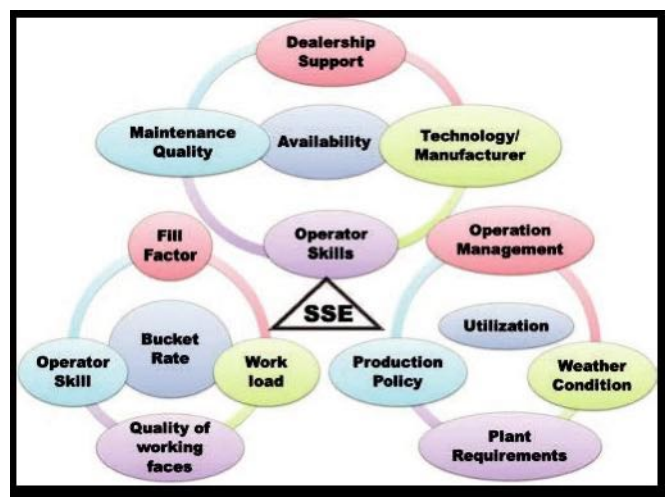 Dealership
Support
Maintenance
Quality
Availability
Technology/
Manufacturer
Operator
Skills
Fill
Factor
Operation
Management
SSE
Bucket
Rate
Utilization
Operator
Skill
Work
load
Production
Policy
Weather
Condition
Quality of
working
faces
Plant
Requirements